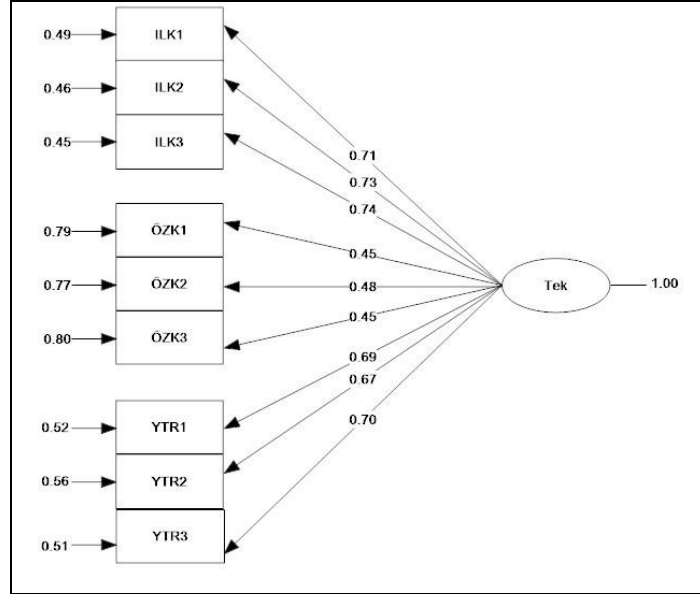 0.49 ILK1
0.46 ILK2
0.45 ILK3
0.71
0.73
0.74
0.79 ÖZK1
0.77 ÖZK2
0.80 ÖZK3
0.45
0.48
0.45
Tek 1.00
0.69
0.67
0.70
0.52 YTR1
0.56 YTR2
0.51 YTR3